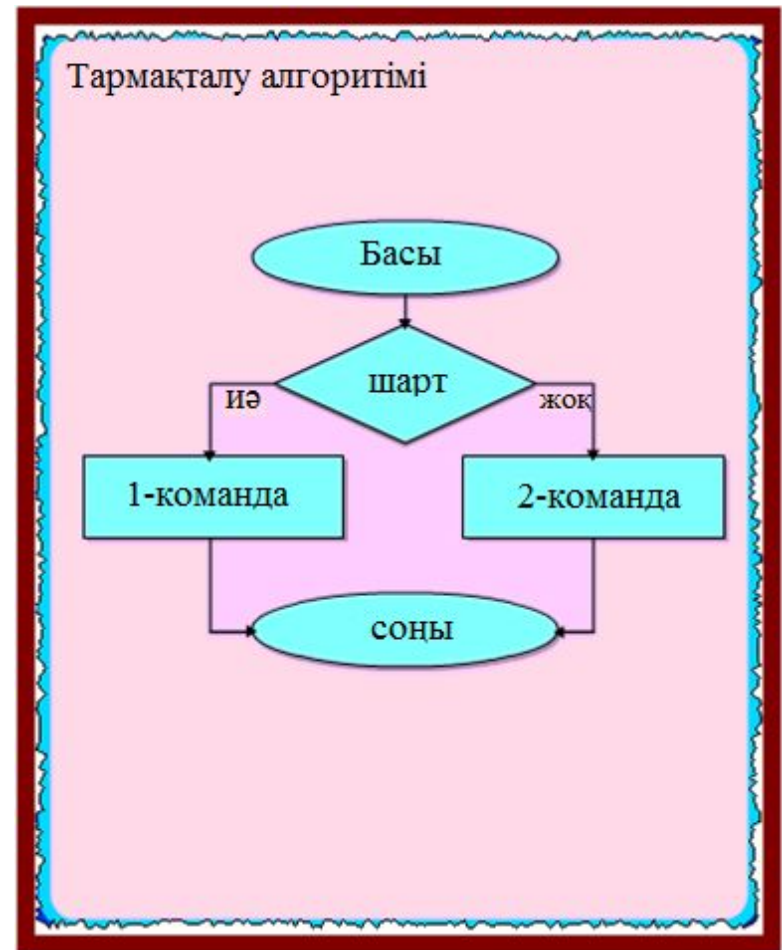 Тармақталу алгоритімі
Басы
шарт
иә
жоқ
1-команда
2-команда
соңы